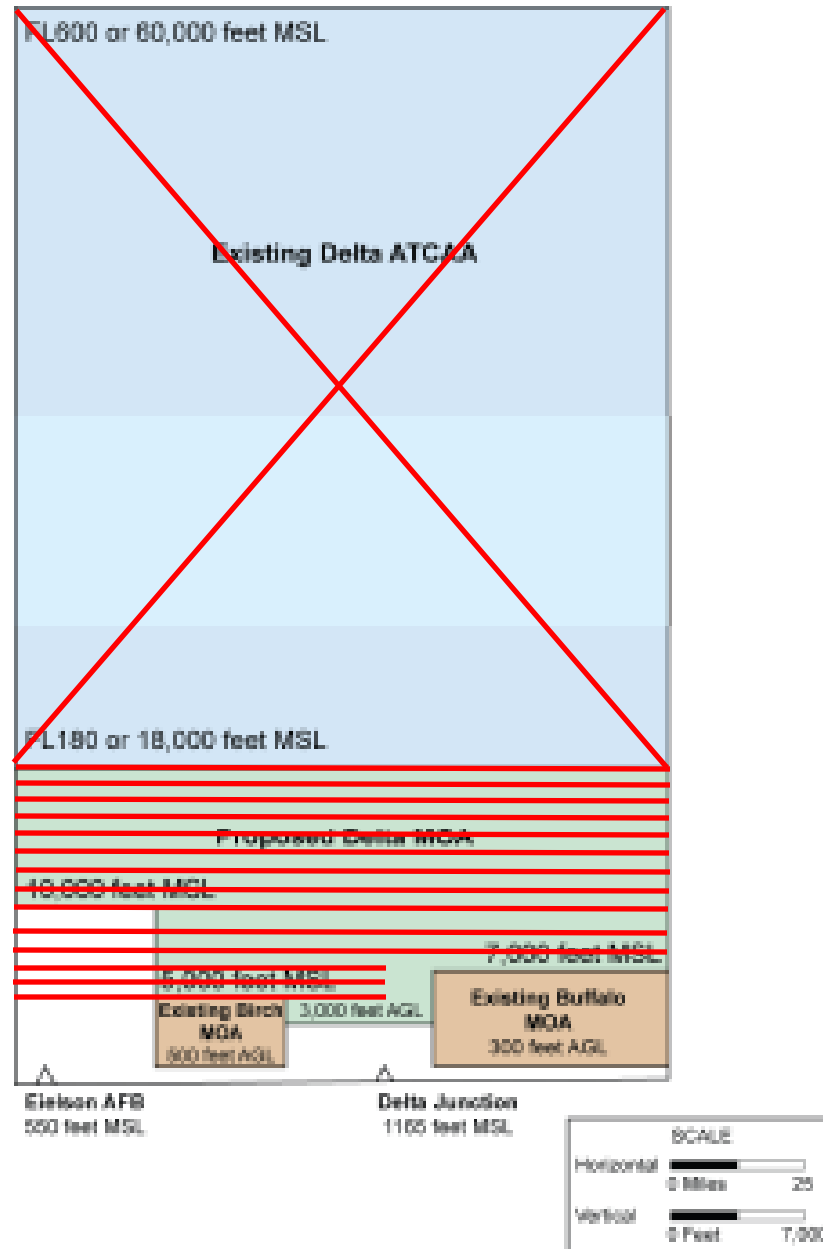 FL600 or 60,000 feet MSL
Existing Delta ATCAA
FL180 or 18,000 feet MSL
Proposed Delta MOA
10,000 feet MSL
7,000 feet MSL
5,000 feet MSL
Existing Birch
MOA
500 feet AGL
3,000 feet AGL
Existing Buffalo
MOA
300 feet AGL
Eielson AFB
550 feet MSL
Delta Junction
1165 feet MSL
SCALE
Horizontal
0 Miles 25
Vertical
0 Feet 7,000